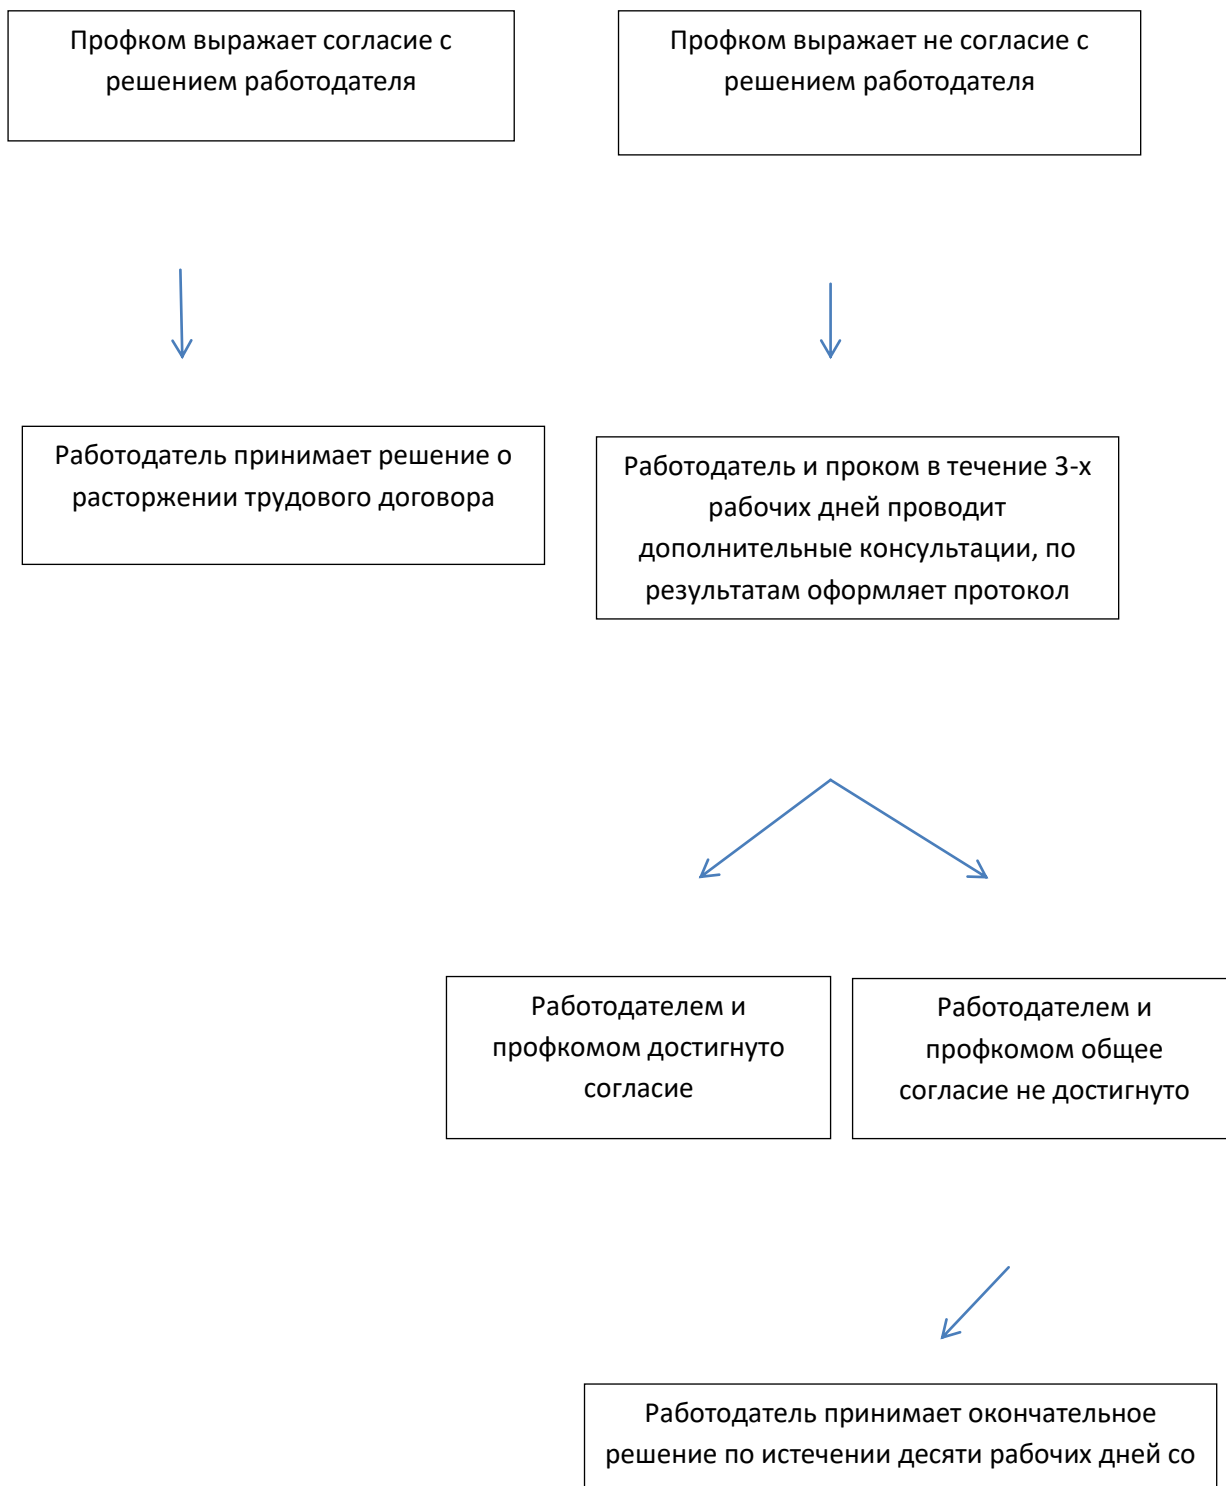 Профком выражает согласие с
решением работодателя
Профком выражает не согласие с
решением работодателя
Работодатель принимает решение о
расторжении трудового договора
Работодатель и проком в течение 3-х
рабочих дней проводит
дополнительные консультации, по
результатам оформляет протокол
Работодателем и
профкомом достигнуто
согласие
Работодателем и
профкомом общее
согласие не достигнуто
Работодатель принимает окончательное
решение по истечении десяти рабочих дней со